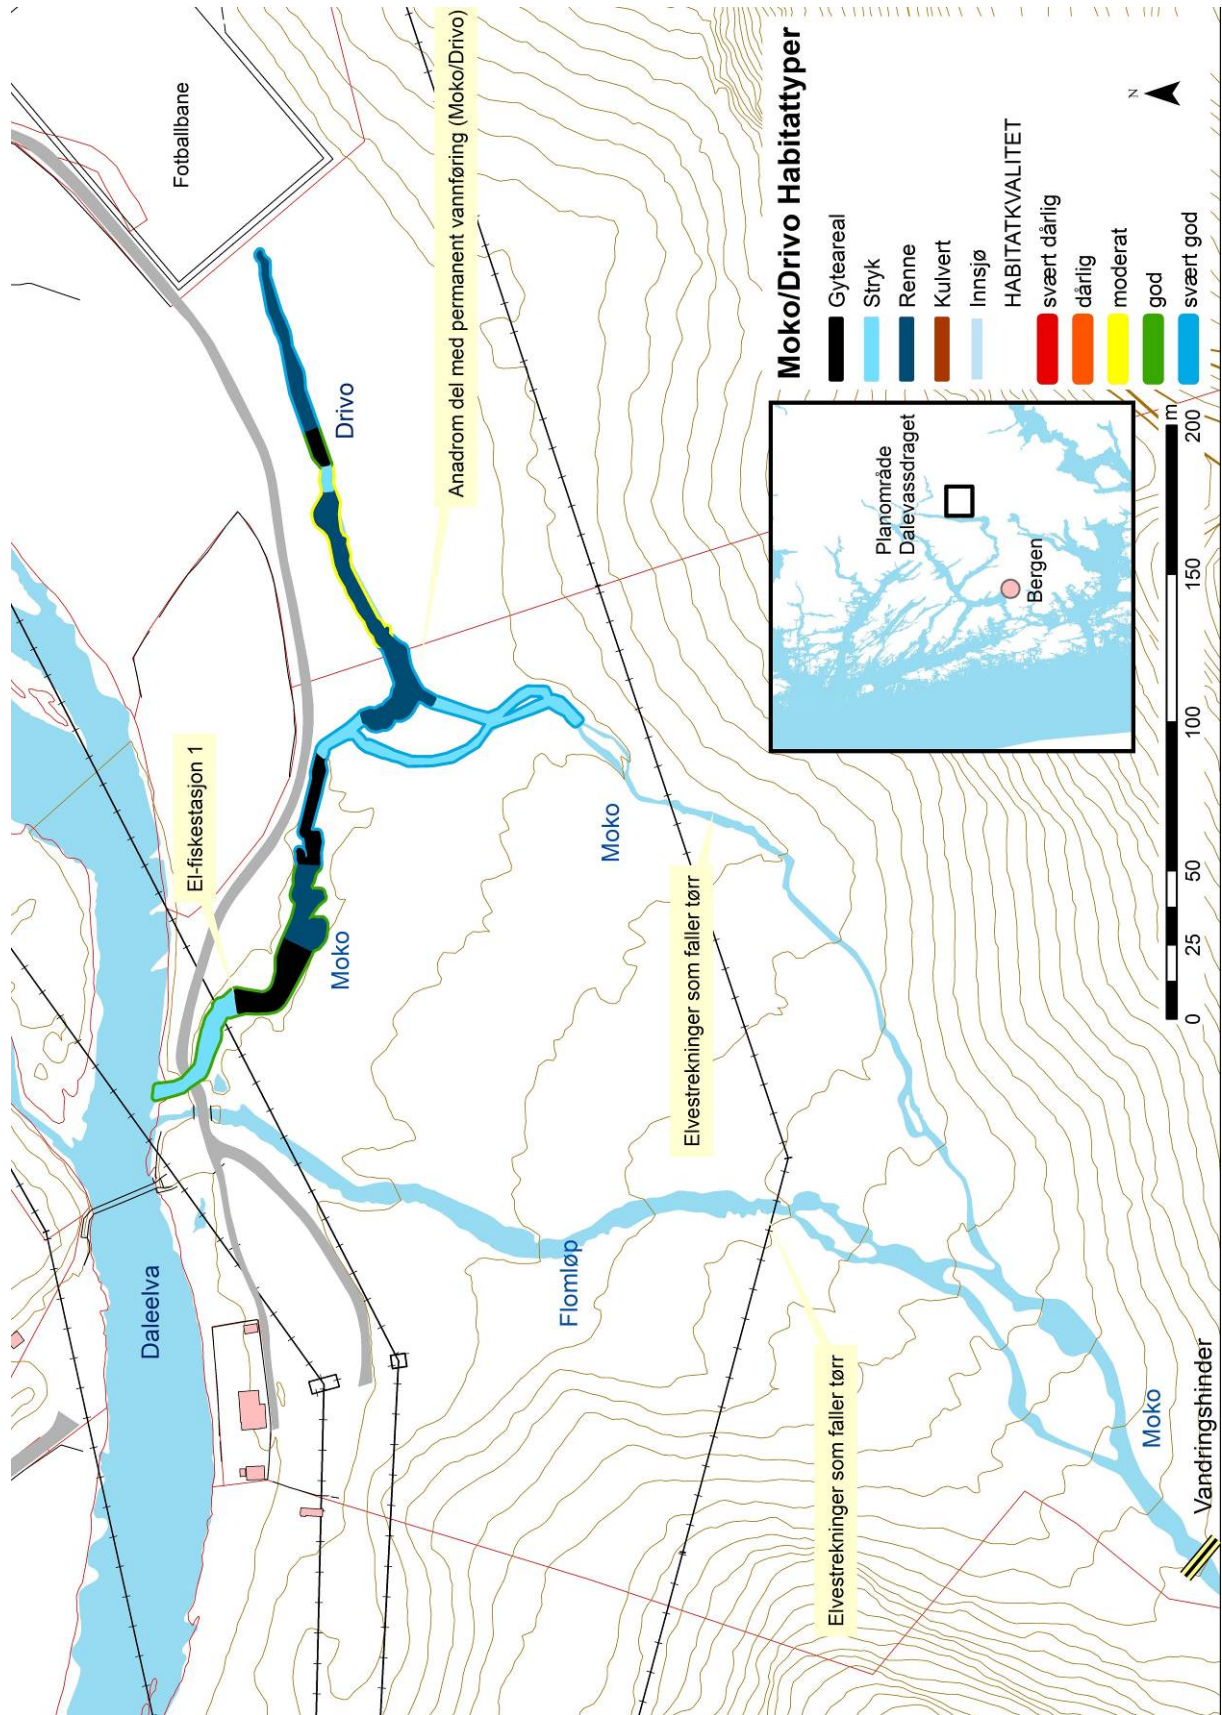 Fotballbane
Anadrom del med permanent vannføring (Moko/Drivo)
Drivo
El-fiskestasjon 1
Moko
Moko
Elvestrekninger som faller tørr
Daleelva
Flomløp
Elvestrekninger som faller tørr
Moko
Vandringshinder
Moko/Drivo Habitattyper
Gyteareal
Stryk
Renne
Kulvert
Innsjø
HABITATKVALITET
svært dårlig
dårlig
moderat
god
svært god
N
Planområde
Dalevassdraget
Bergen
0 25 50 100 150 200
m